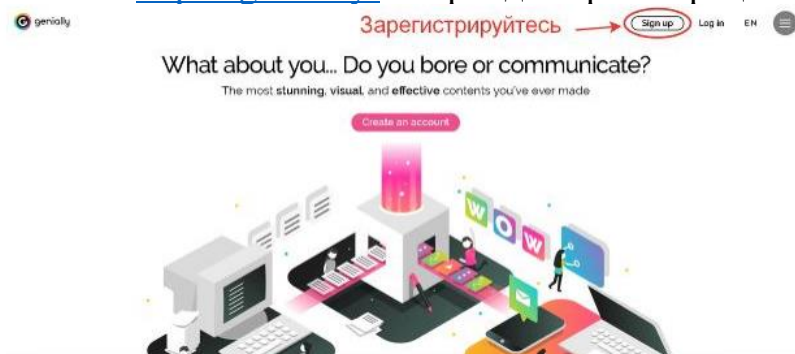 genially
Зарегистрируйтесь
Sign up
Log in
EN
What about you... Do you bore or communicate?
The most stunning, visual, and effective contents you've ever made
Create an account
WOW